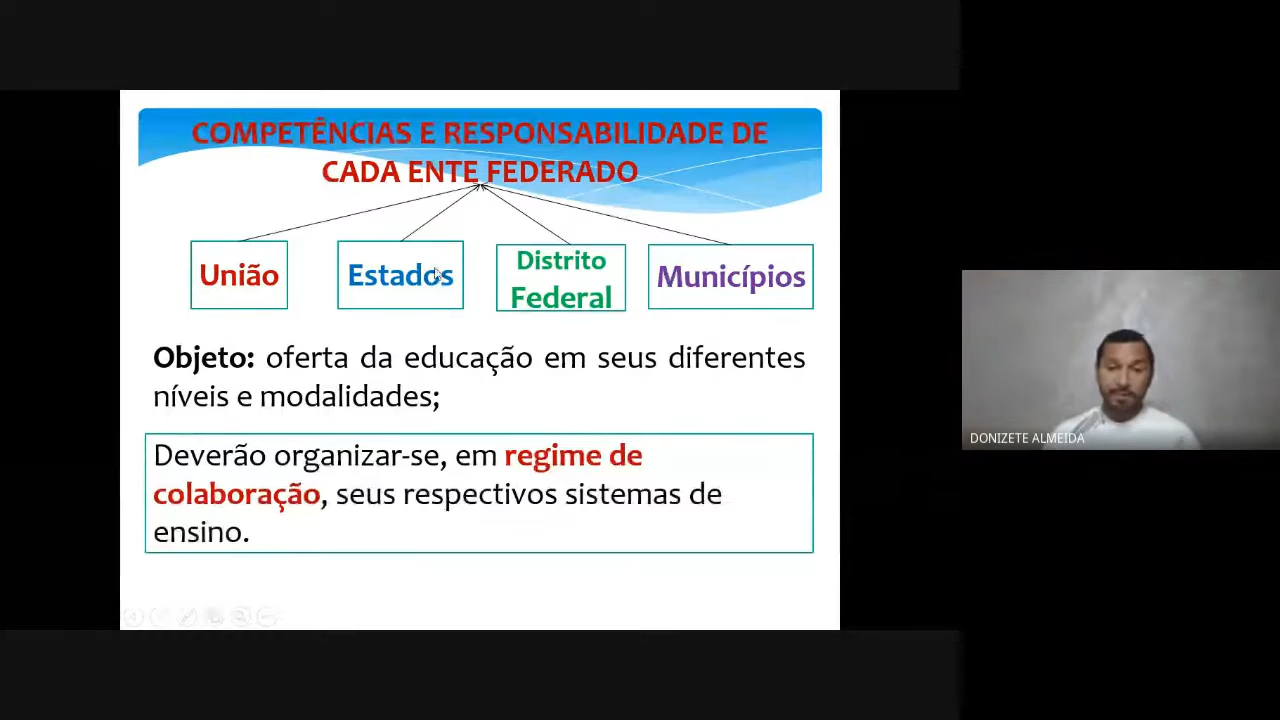 COMPETÊNCIAS E RESPONSABILIDADE DE
CADA ENTE FEDERADO
União
Estados
Distrito
Federal
Municípios
Objeto: oferta da educação em seus diferentes
níveis e modalidades;
Deverão organizar-se, em regime de
colaboração, seus respectivos sistemas de
ensino.
DONIZETE ALMEIDA